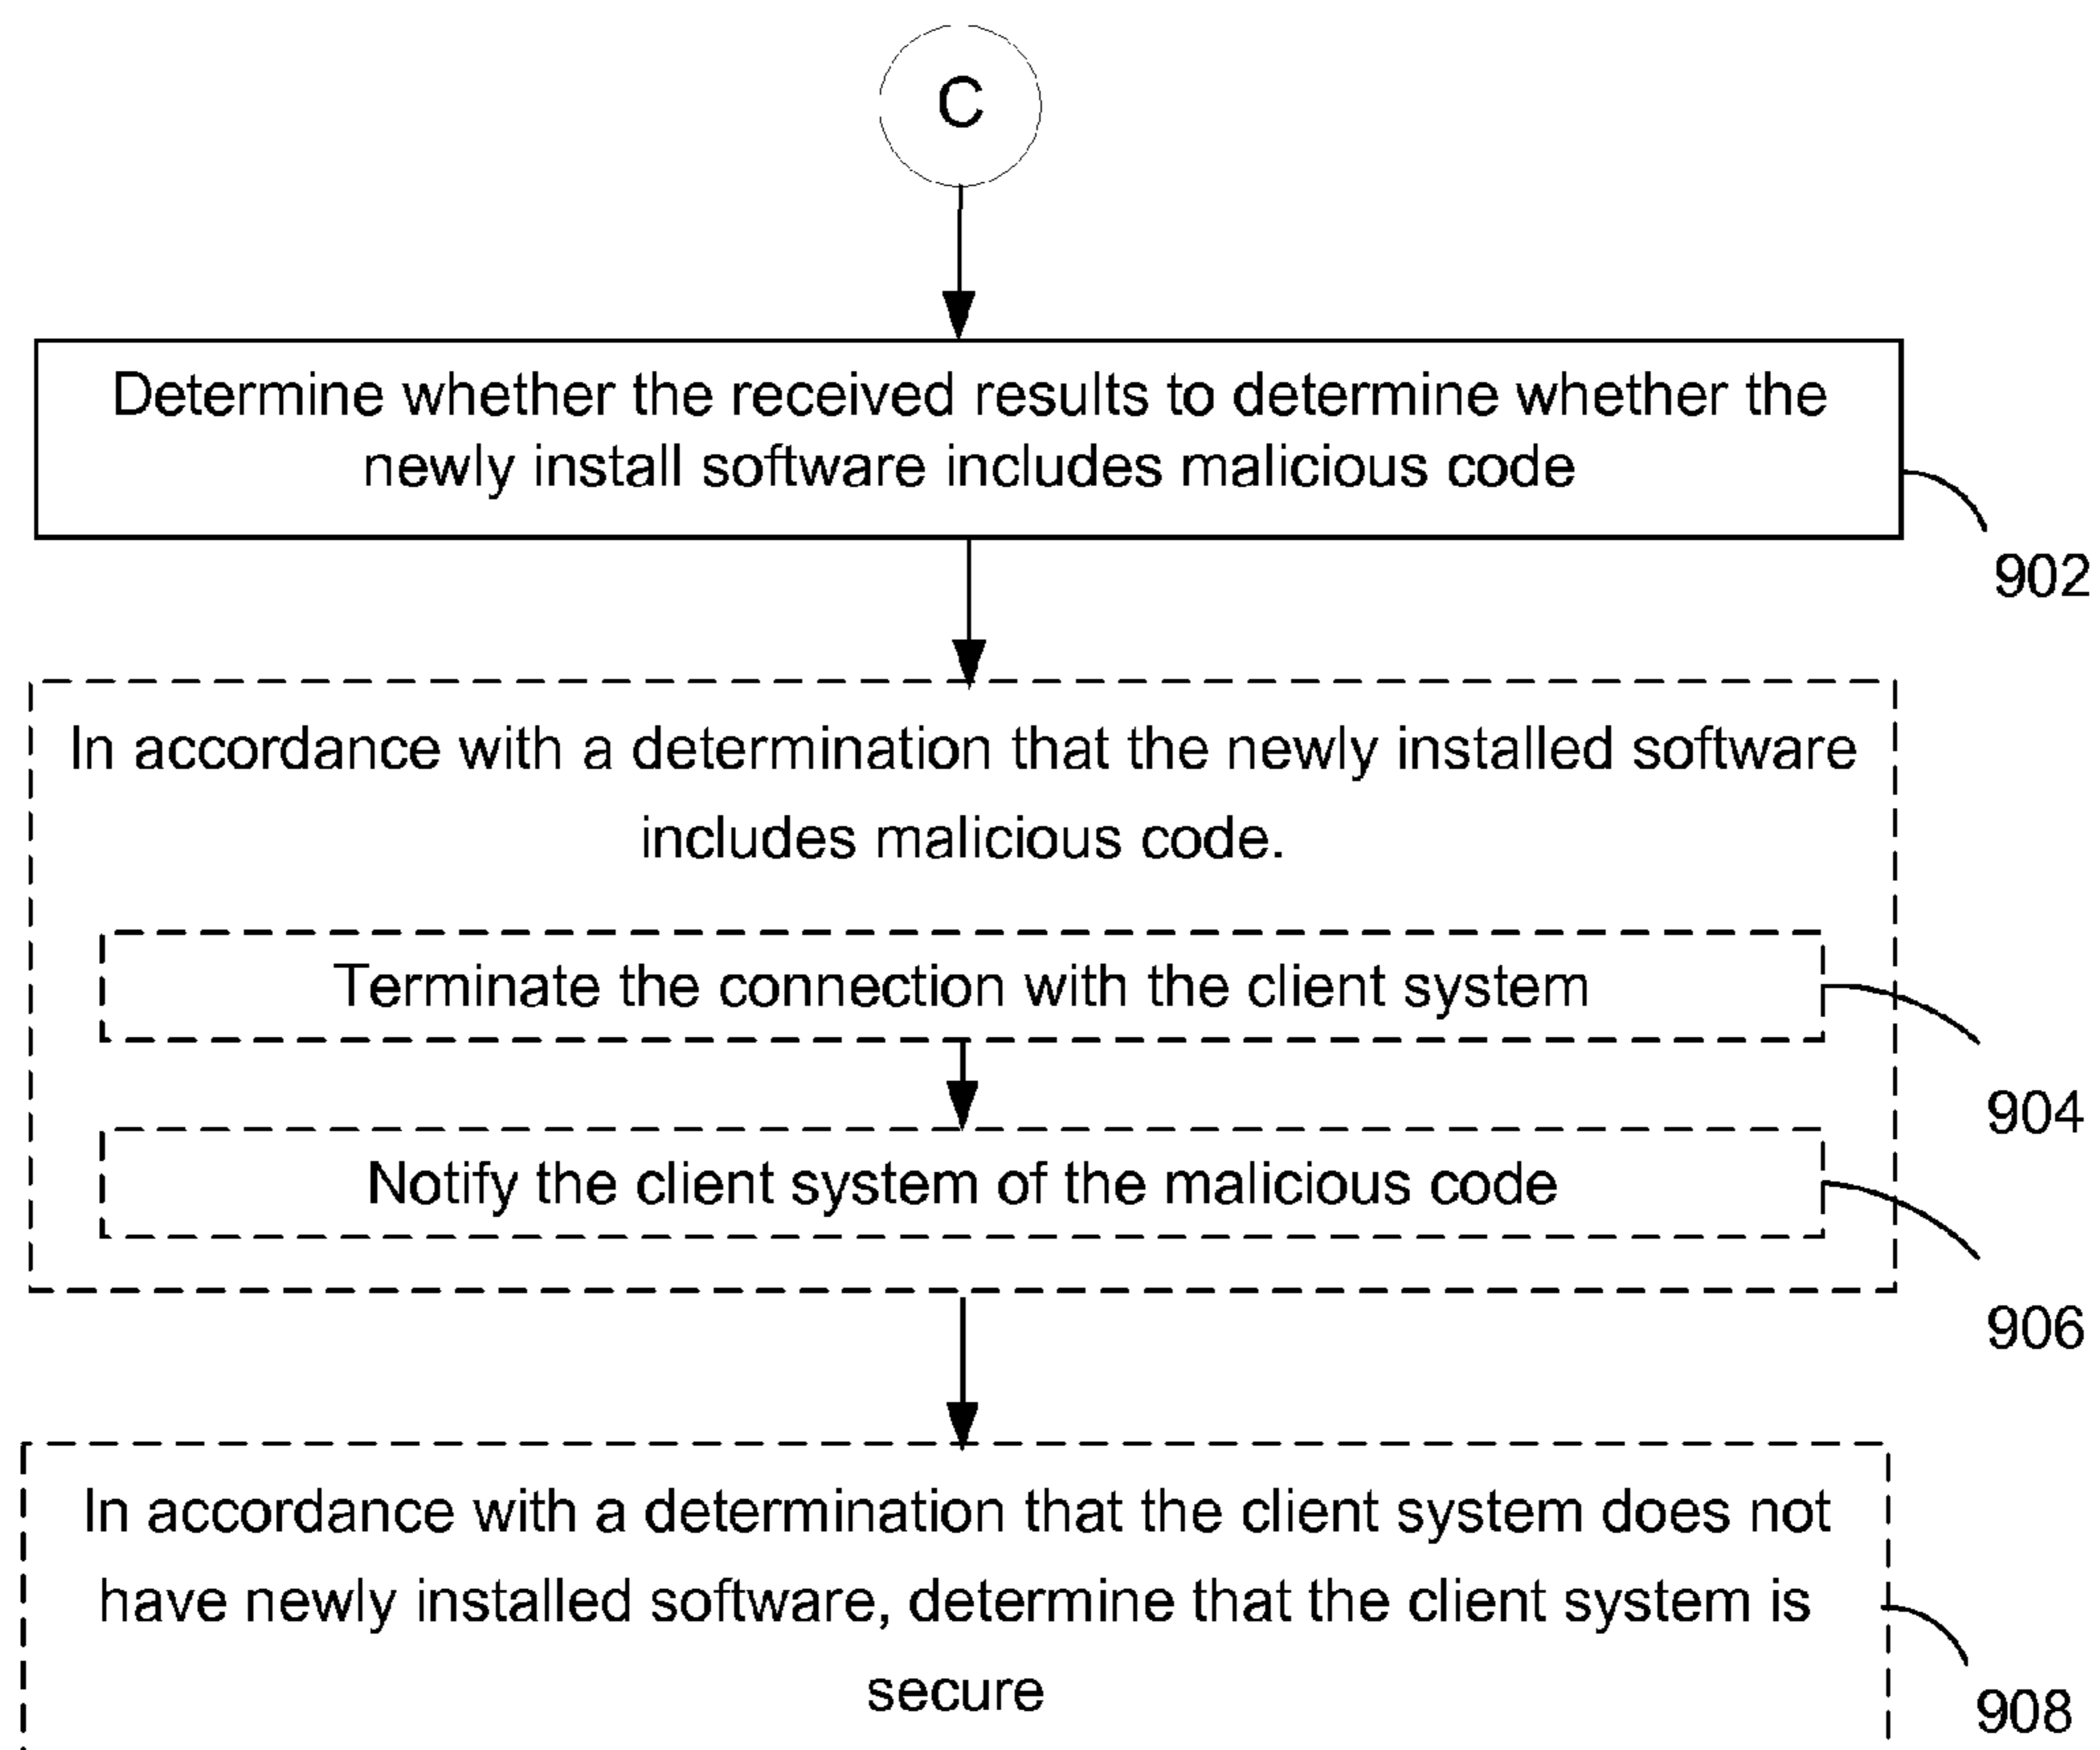 C
Determine whether the received results to determine whether the
newly install software includes malicious code
902
In accordance with a determination that the newly installed software
includes malicious code.
Terminate the connection with the client system
904
Notify the client system of the malicious code
906
In accordance with a determination that the client system does not
have newly installed software, determine that the client system is
secure
908